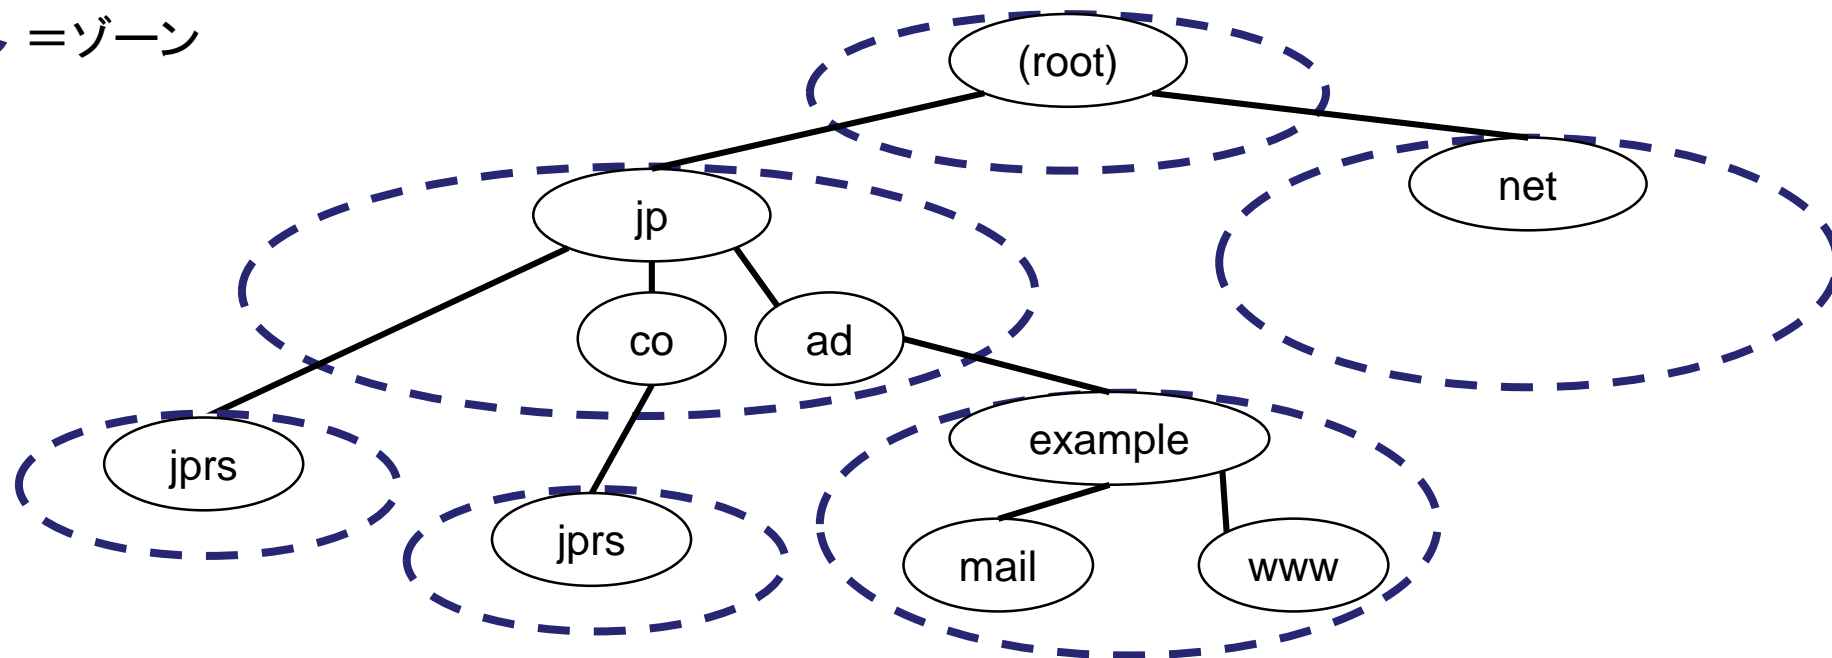 ＝ゾーン
(root)
net
jp
co
ad
example
jprs
jprs
mail
www